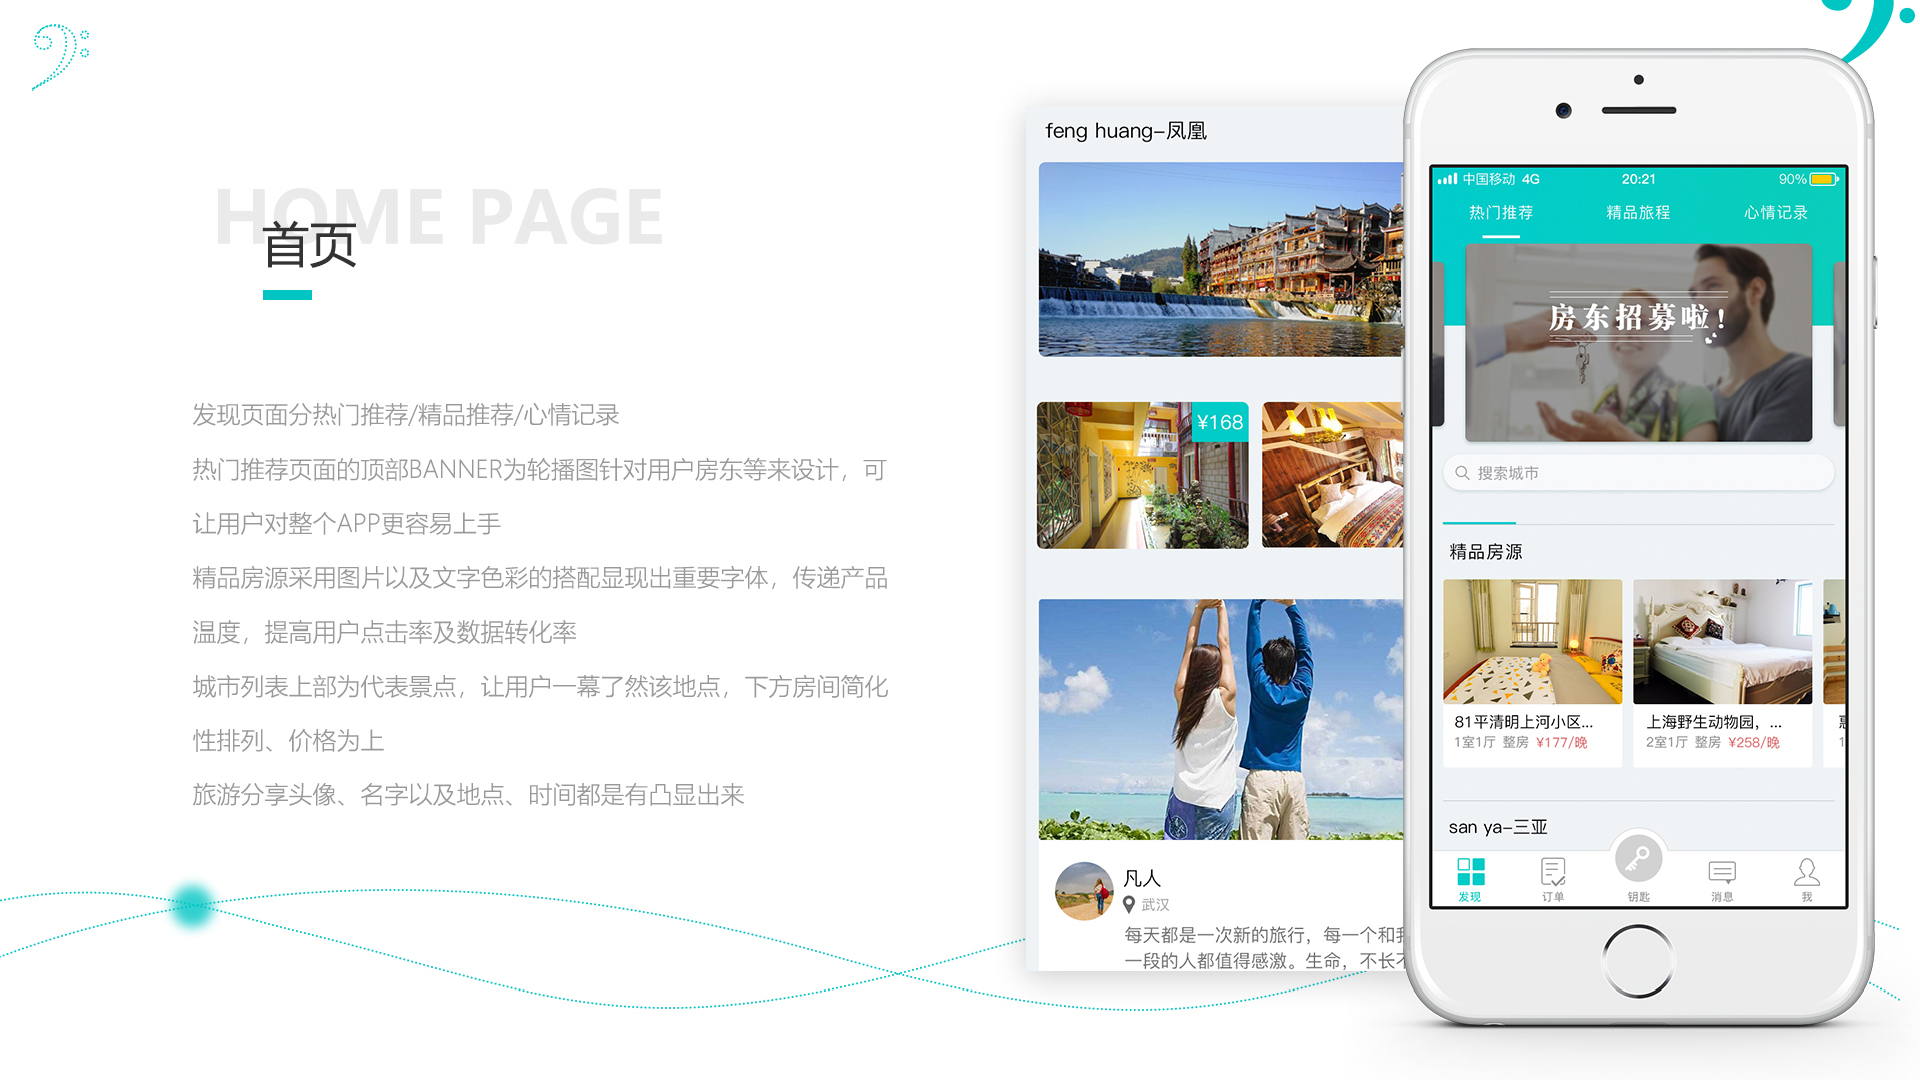 HOME PAGE
首页
发现页面分热门推荐/精品推荐/心情记录
热门推荐页面的顶部BANNER为轮播图针对用户房东等来设计，可
让用户对整个APP更容易上手
精品房源采用图片以及文字色彩的搭配显现出重要字体，传递产品
温度，提高用户点击率及数据转化率
城市列表上部为代表景点，让用户一幕了然该地点，下方房间简化
性排列、价格为上
旅游分享头像、名字以及地点、时间都是有凸显出来
feng huang-凤凰
¥168
凡人
武汉
每天都是一次新的旅行，每一个和
一段的人都值得感激。生命，不长
中国移动 4G 20:21 90%
热门推荐 精品旅程 心情记录
房东招募啦!
搜索城市
精品房源
81平清明上河小区... 上海野生动物园，...
1室1厅 整房 ¥177/晚 2室1厅 整房 ¥258/晚
san ya-三亚
发现 订单 钥匙 消息 我